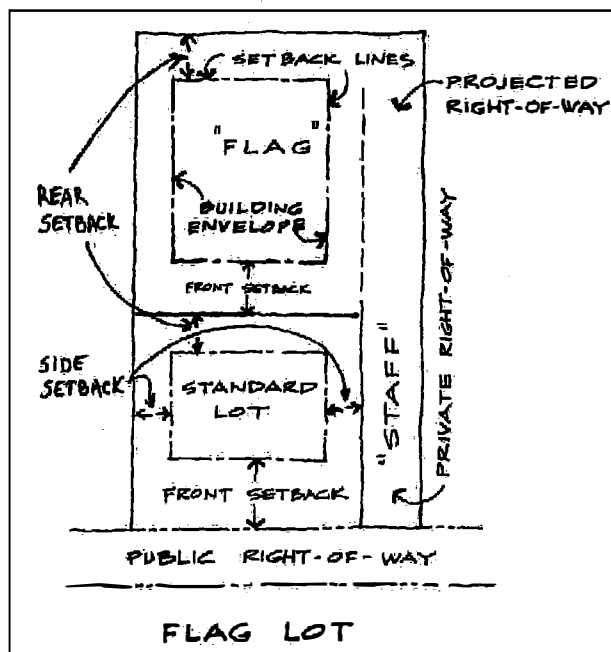 SETBACK LINES
PROJECTED
RIGHT-OF-WAY
"FLAG"
REAR
SETBACK
BUILDING
ENVELOPE
FRONT SETBACK
SIDE
SETBACK
STANDARD
LOT
"STAFF"
PRIVATE RIGHT-OF-WAY
FRONT SETBACK
PUBLIC RIGHT-OF-WAY
FLAG LOT